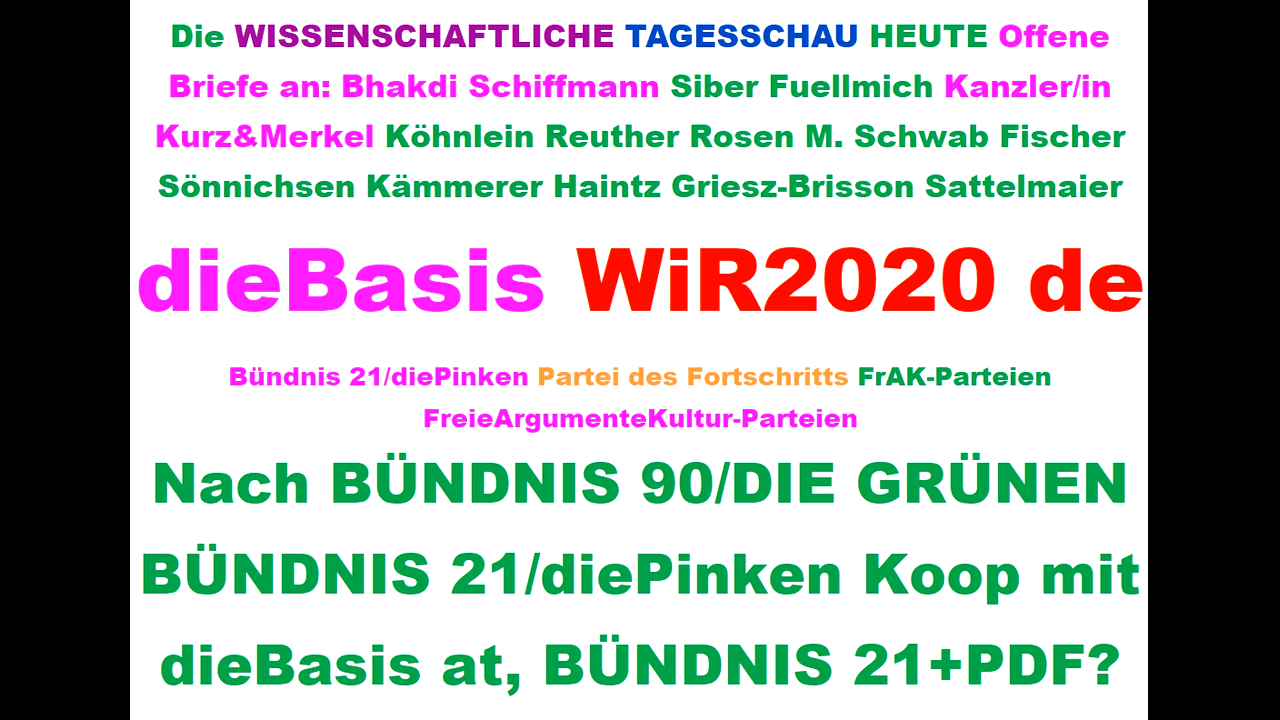 Die WISSENSCHAFTLICHE TAGESSCHAU HEUTE Offene
Briefe an: Bhakdi Schiffmann Siber Fuellmich Kanzler/in
Kurz&Merkel Köhnlein Reuther Rosen M. Schwab Fischer
Sönnichsen Kämmerer Haintz Griesz-Brisson Sattelmaier
dieBasis WiR2020 de
Bündnis 21/diePinken Partei des Fortschritts FrAK-Parteien
FreieArgumenteKultur-Parteien
Nach BÜNDNIS 90/DIE GRÜNEN
BÜNDNIS 21/diePinken Koop mit
dieBasis at, BÜNDNIS 21+PDF?